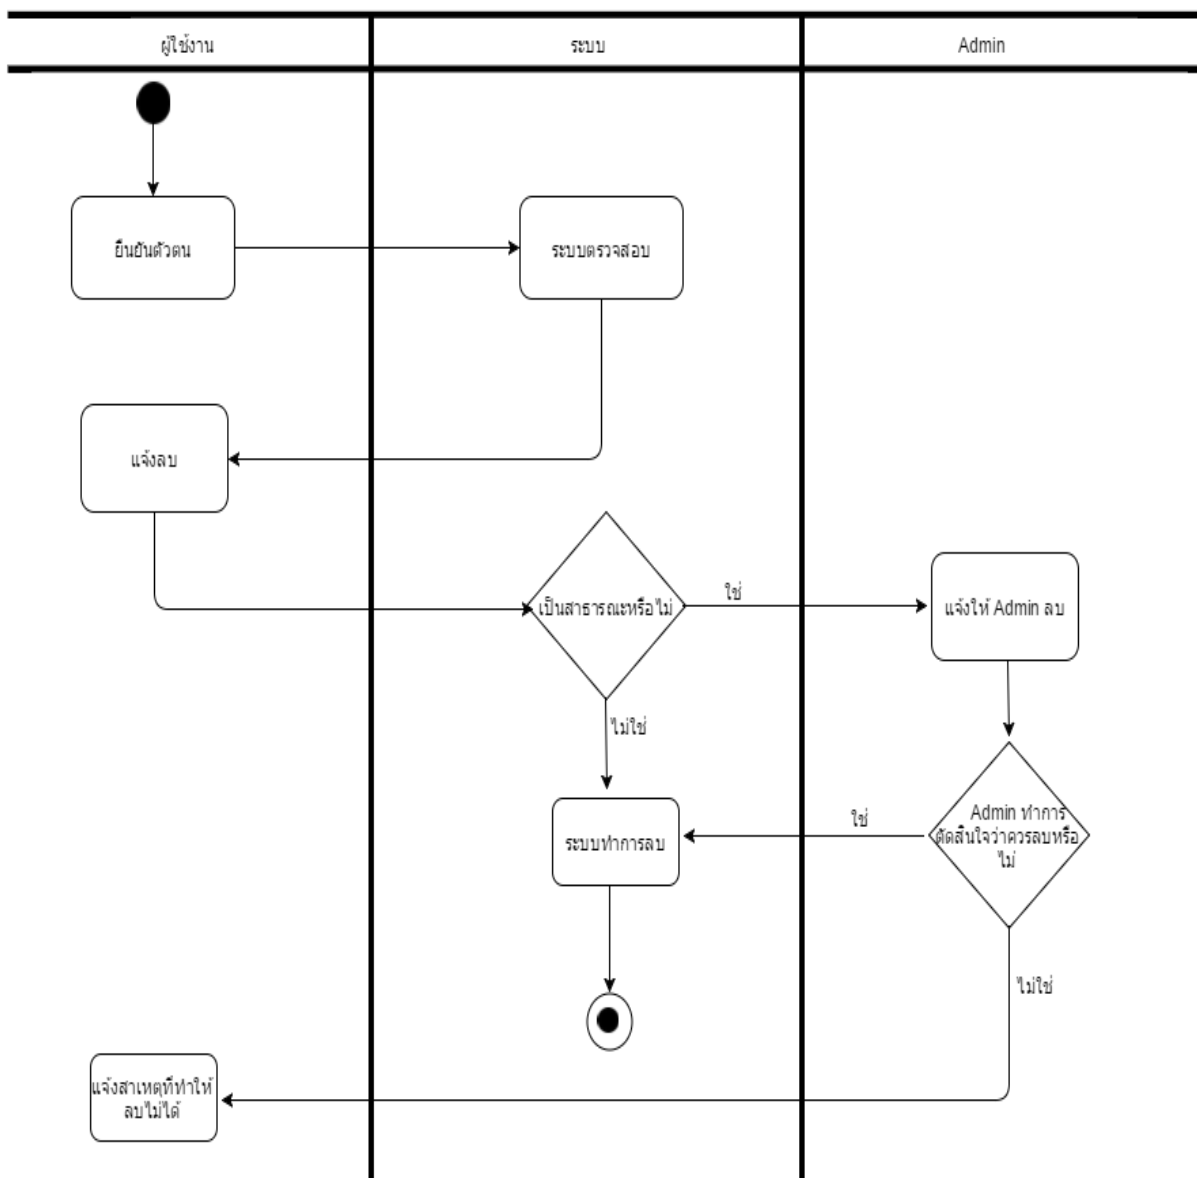 ผู้ใช้งาน
ระบบ
Admin
ยืนยันตัวตน
ระบบตรวจสอบ
แจ้งลบ
เป็นสาธารณะหรือไม่
ใช่
แจ้งให้ Admin ลบ
ไม่ใช่
ระบบทำการลบ
ใช่
Admin ทำการ
ตัดสินใจว่าควรลบหรือ
ไม่
ไม่ใช่
แจ้งสาเหตุที่ทำให้
ลบไม่ได้